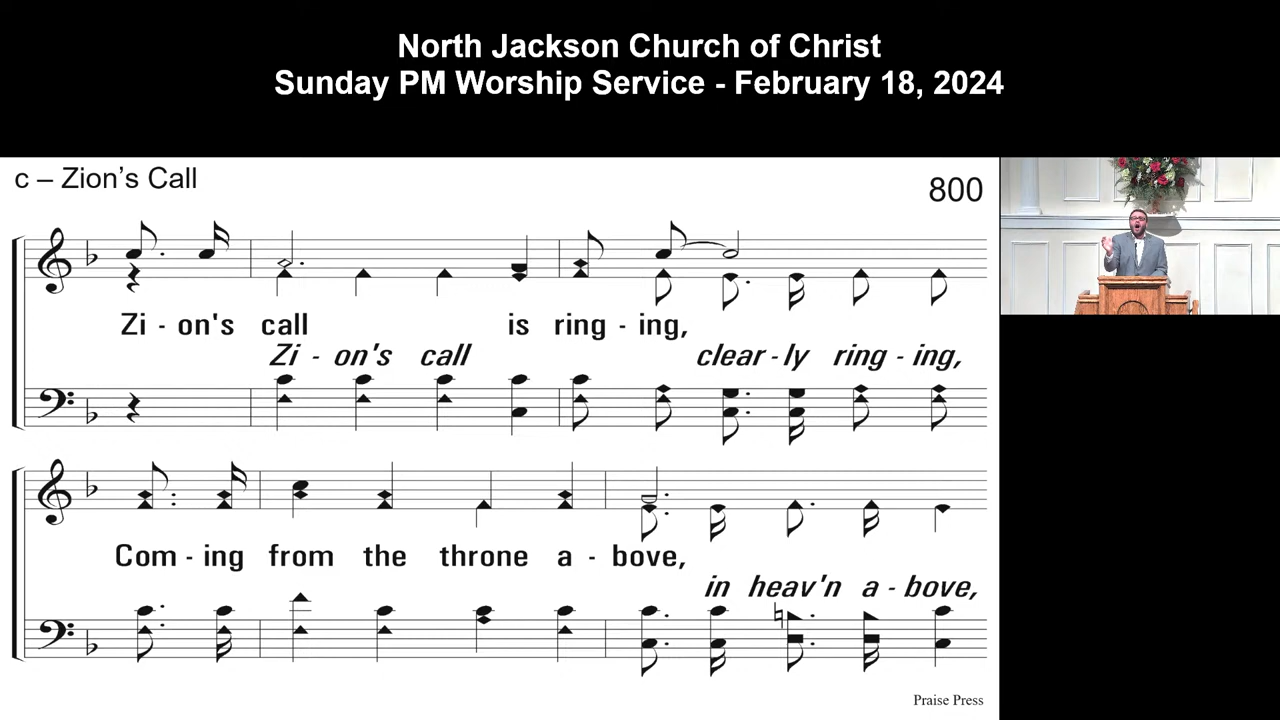 North Jackson Church of Christ
Sunday PM Worship Service - February 18, 2024
c – Zion’s Call
800
Zi - on's call is ring - ing,
Zi - on's call clear - ly ring - ing,
Com - ing from the throne a - bove,
in heav'n a - bove,
Praise Press